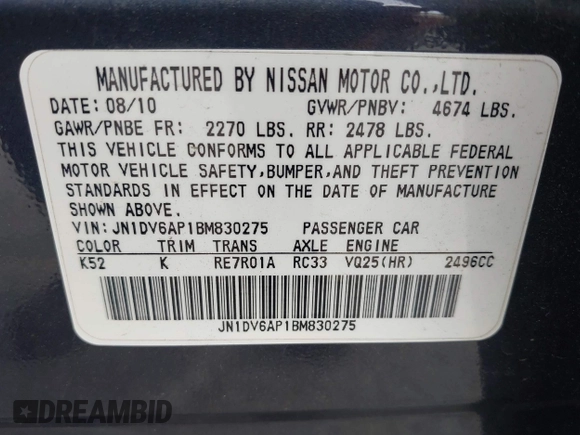 MANUFACTURED BY NISSAN MOTOR CO.,LTD.
DATE: 08/10 GVWR/PNBV: 4674 LBS.
GAWR/PNBE FR: 2270 LBS. RR: 2478 LBS.
THIS VEHICLE CONFORMS TO ALL APPLICABLE FEDERAL
MOTOR VEHICLE SAFETY,BUMPER,AND THEFT PREVENTION
STANDARDS IN EFFECT ON THE DATE OF MANUFACTURE
SHOWN ABOVE.
VIN: JN1DV6AP1BM830275 PASSENGER CAR
COLOR TRIM TRANS AXLE ENGINE
K52 K RE7R01A RC33 VQ25(HR) 2496CC
JN1DV6AP1BM830275
DREAMBID